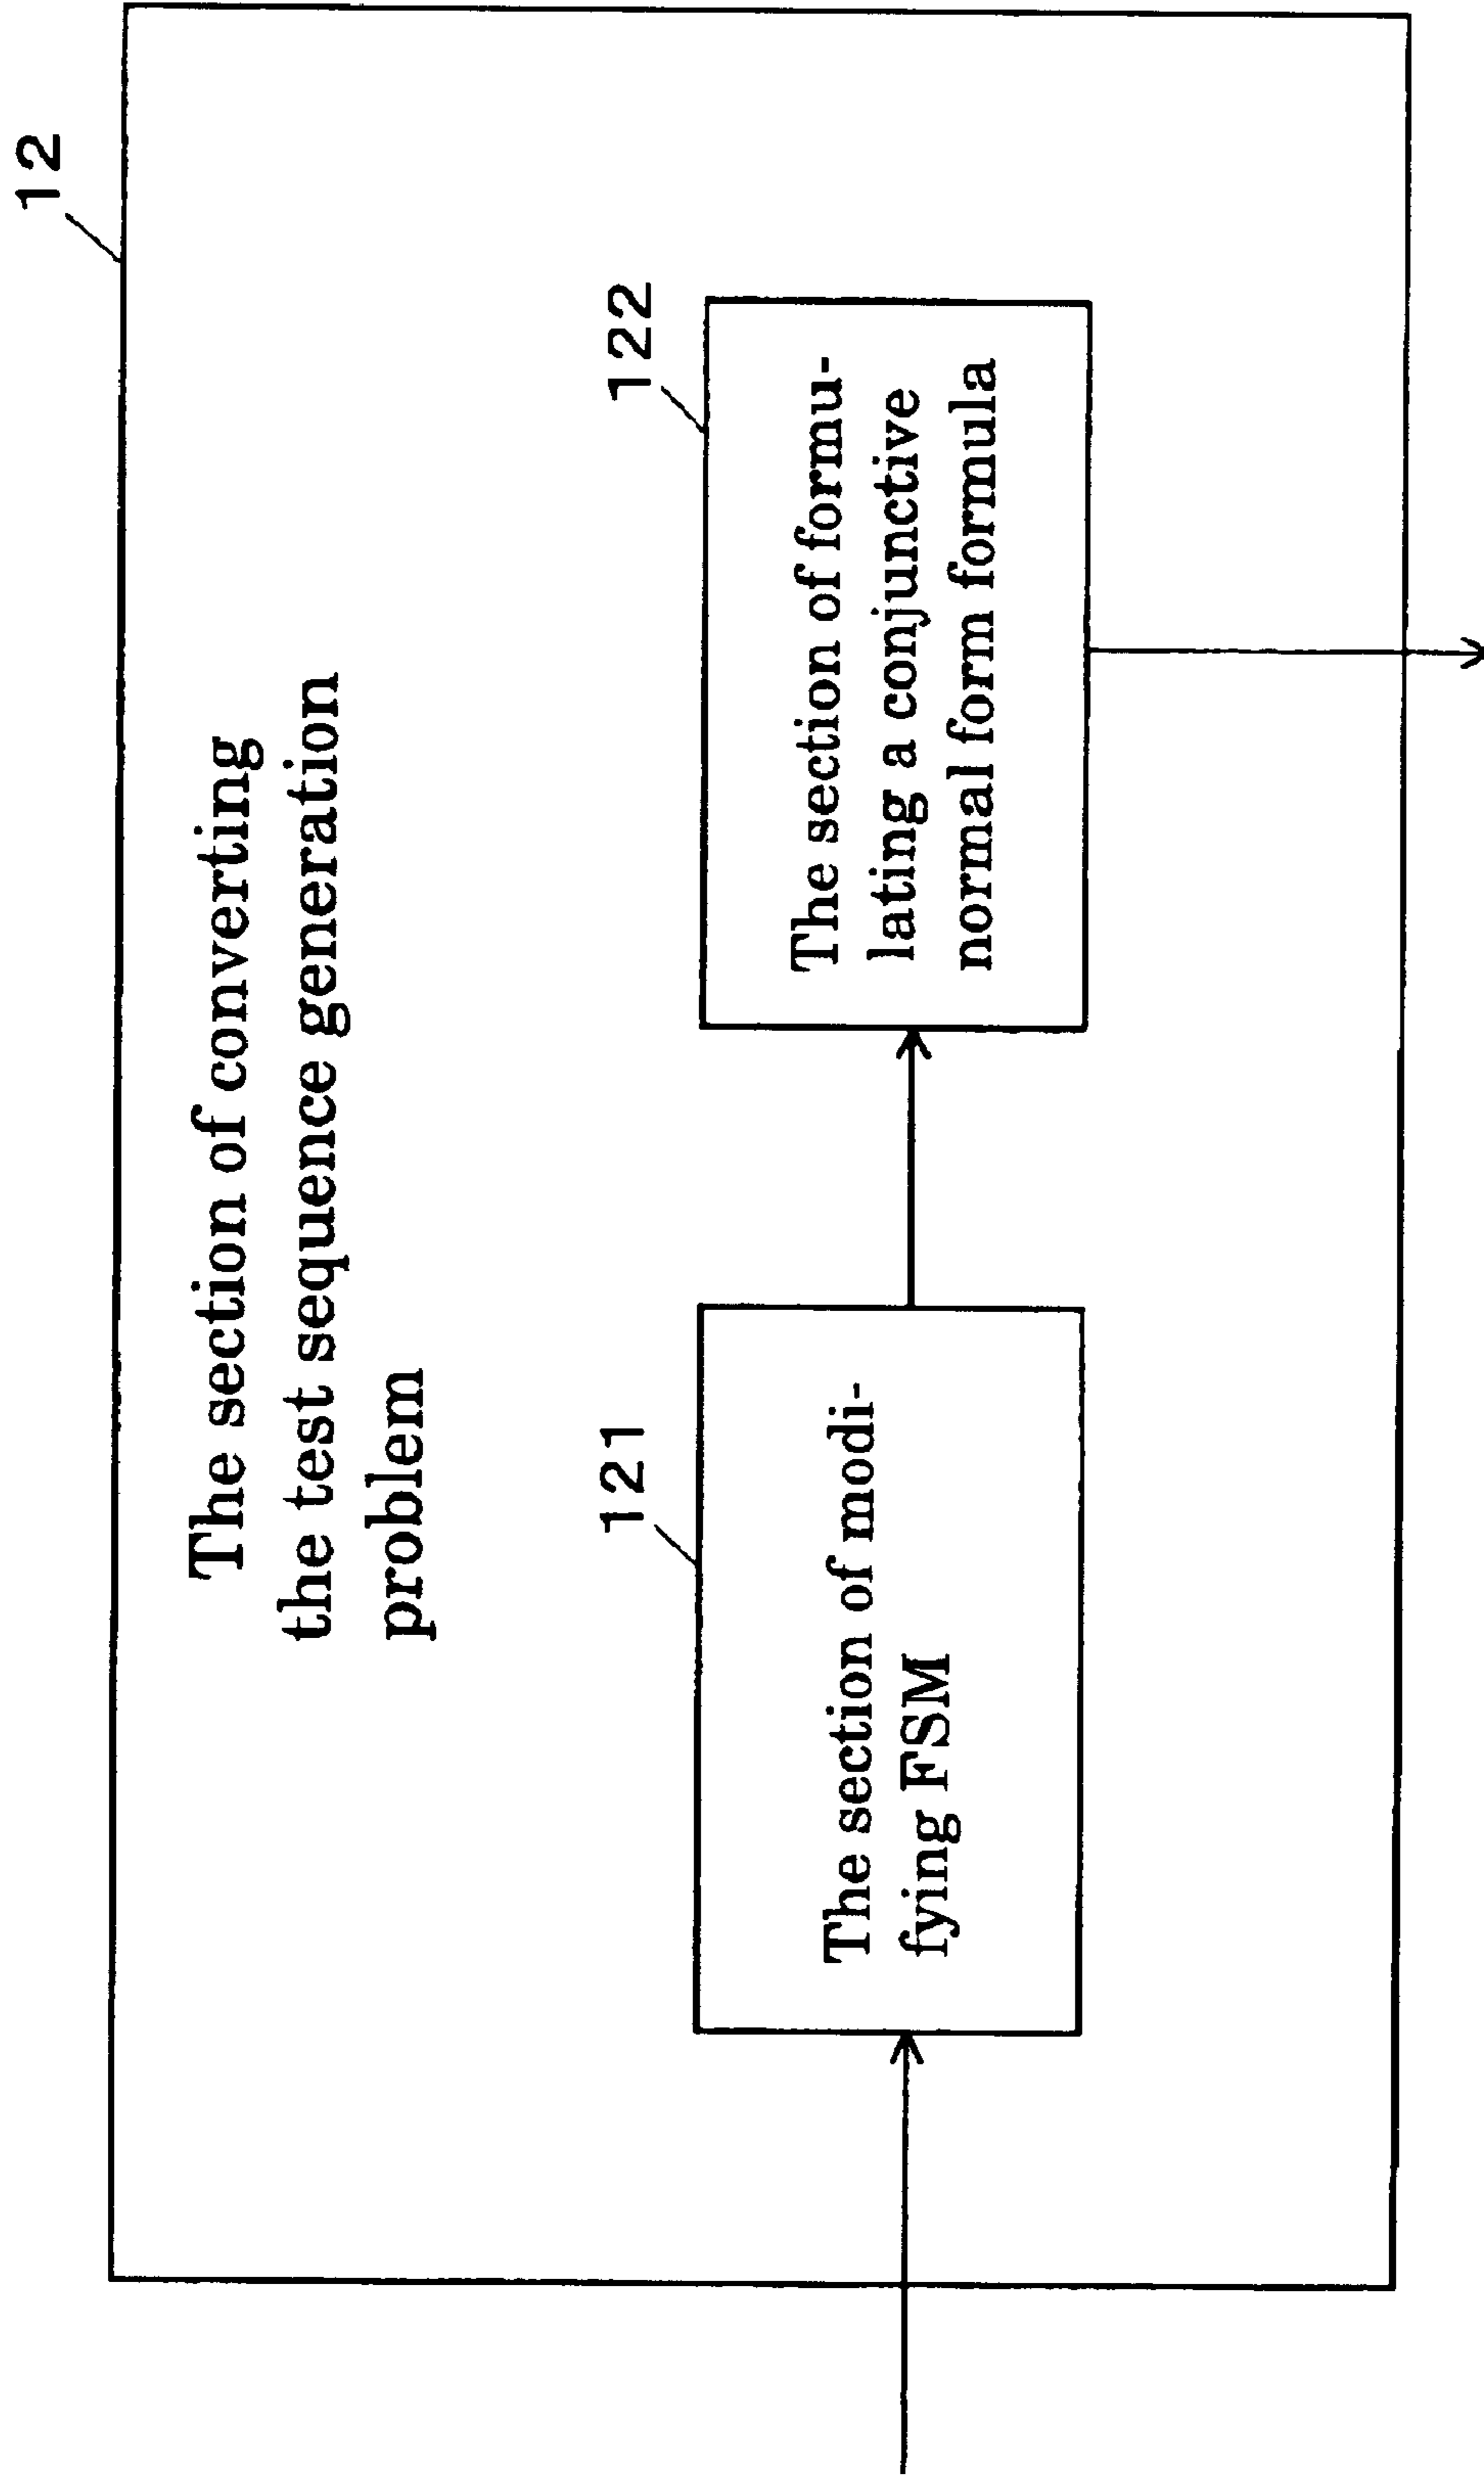 12
The section of converting
the test sequence generation
problem
121
The section of modi-
fying FSM
122
The section of formu-
lating a conjunctive
normal form formula